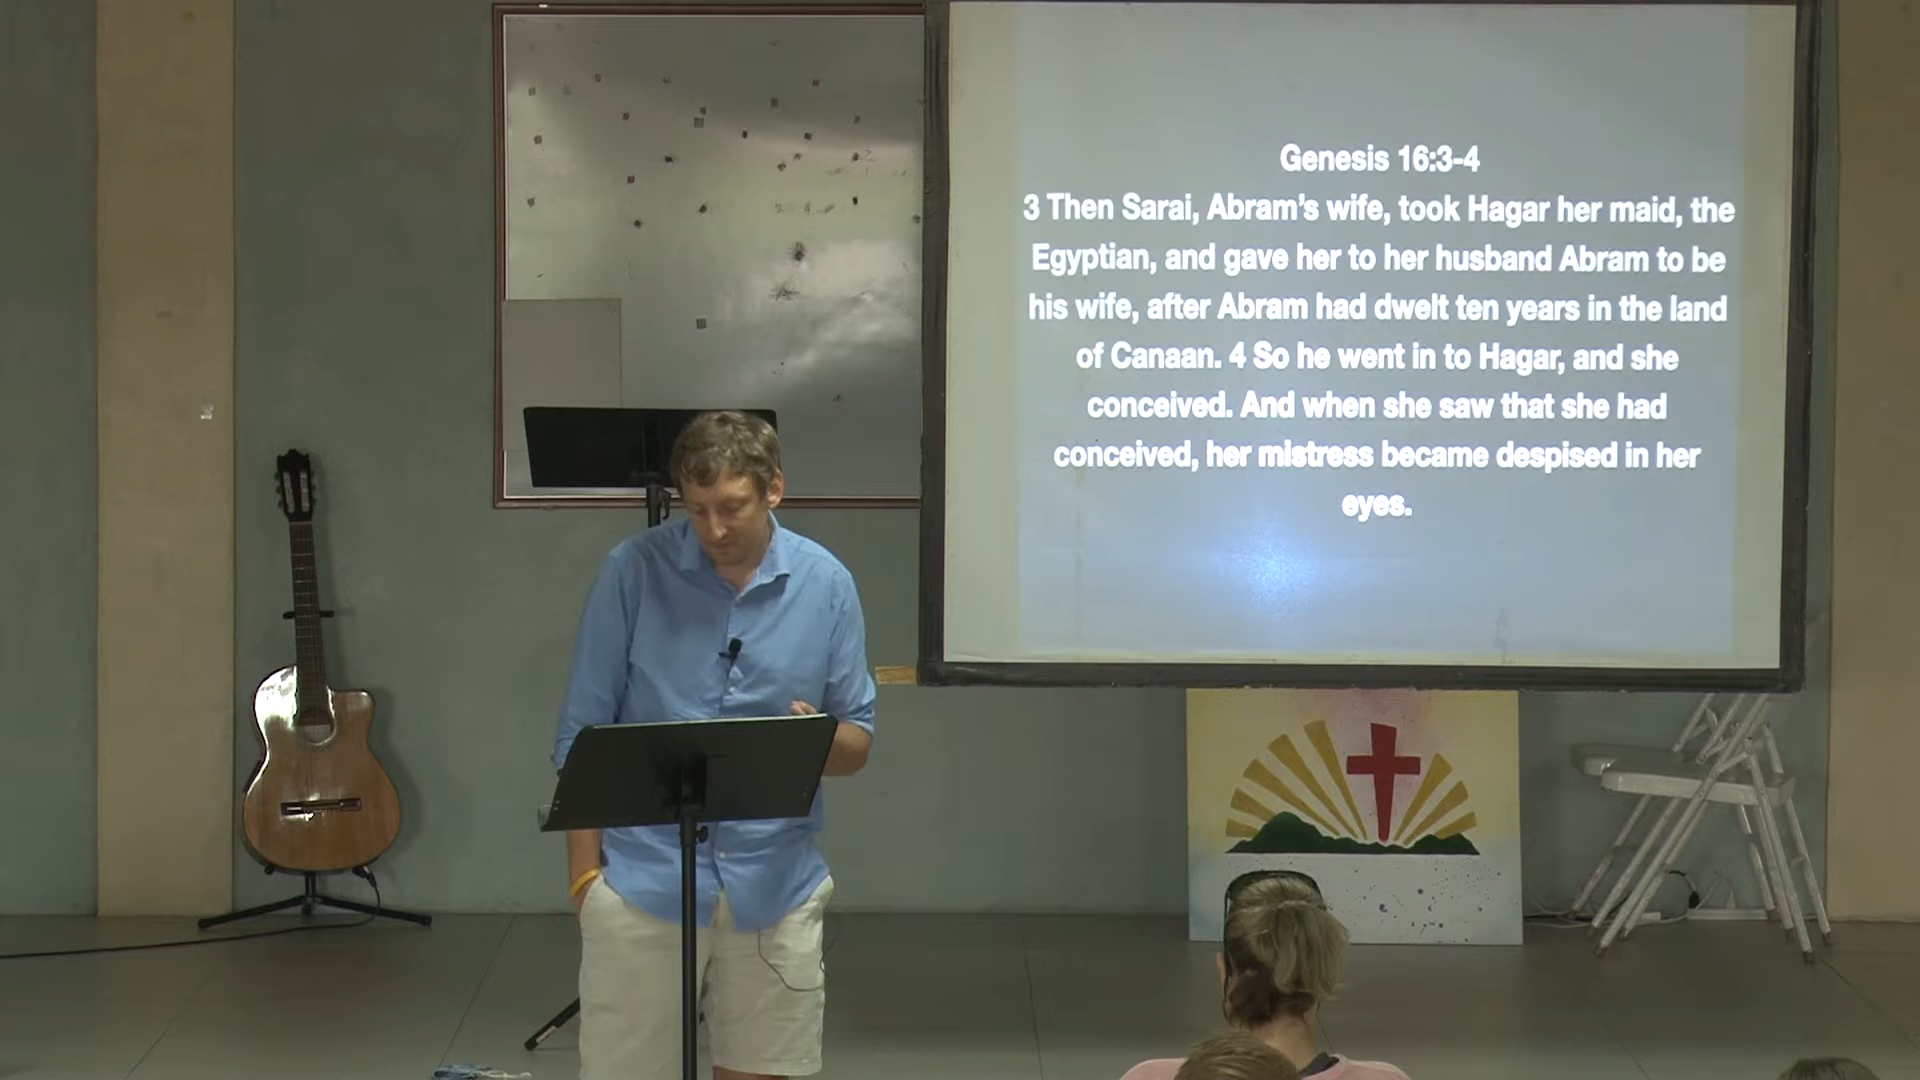 Genesis 16:3-4
3 Then Sarai, Abram's wife, took Hagar her maid, the
Egyptian, and gave her to her husband Abram to be
his wife, after Abram had dwelt ten years in the land
of Canaan. 4 So he went in to Hagar, and she
conceived. And when she saw that she had
conceived, her mistress became despised in her
eyes.